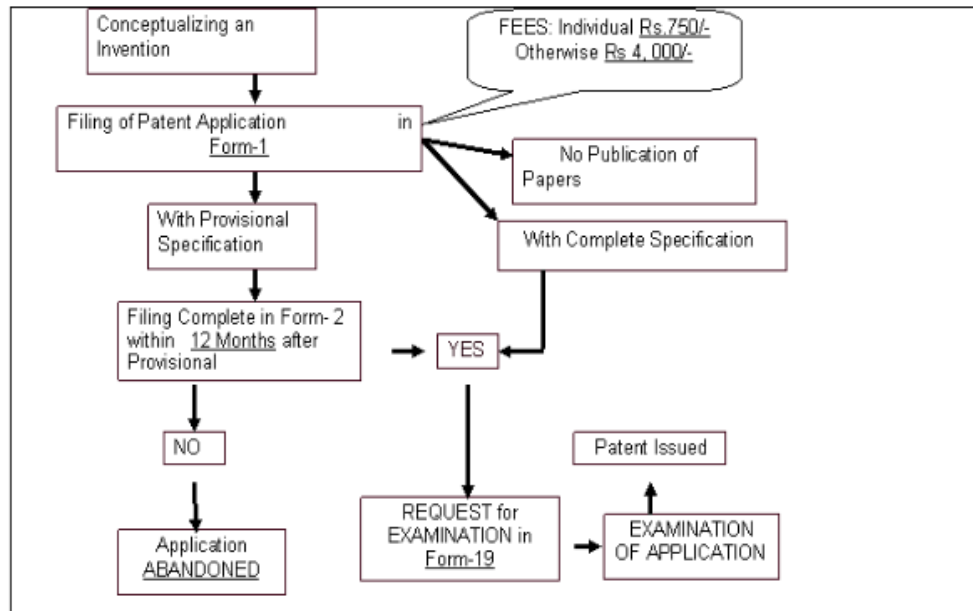 Conceptualizing an
Invention
FEES: Individual Rs.750/-
Otherwise Rs 4, 000/-
Filing of Patent Application in
Form-1
No Publication of
Papers
With Provisional
Specification
With Complete Specification
Filing Complete in Form- 2
within 12 Months after
Provisional
YES
NO
Patent Issued
REQUEST for
EXAMINATION in
Form-19
EXAMINATION
OF APPLICATION
Application
ABANDONED